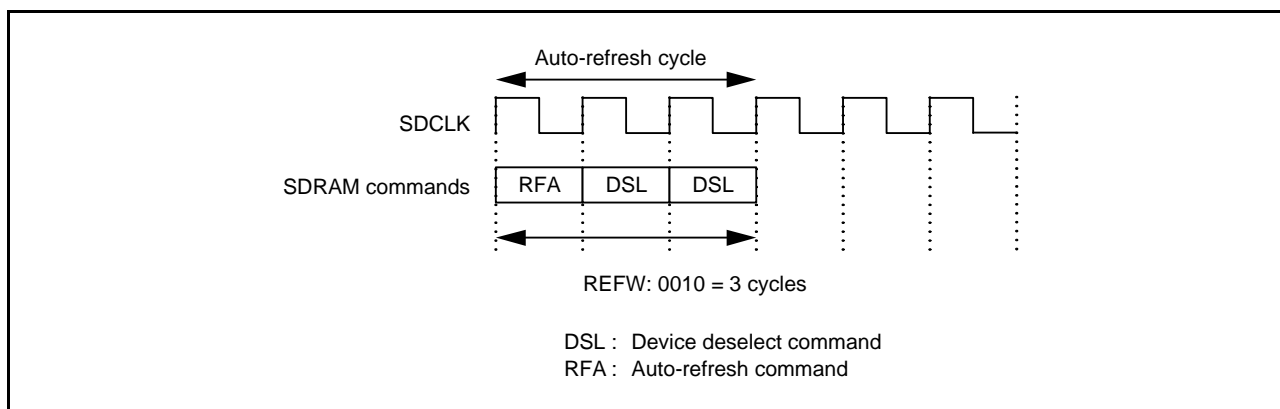 Auto-refresh cycle
SDCLK
SDRAM commands RFA DSL DSL
REFW: 0010 = 3 cycles
DSL : Device deselect command
RFA : Auto-refresh command